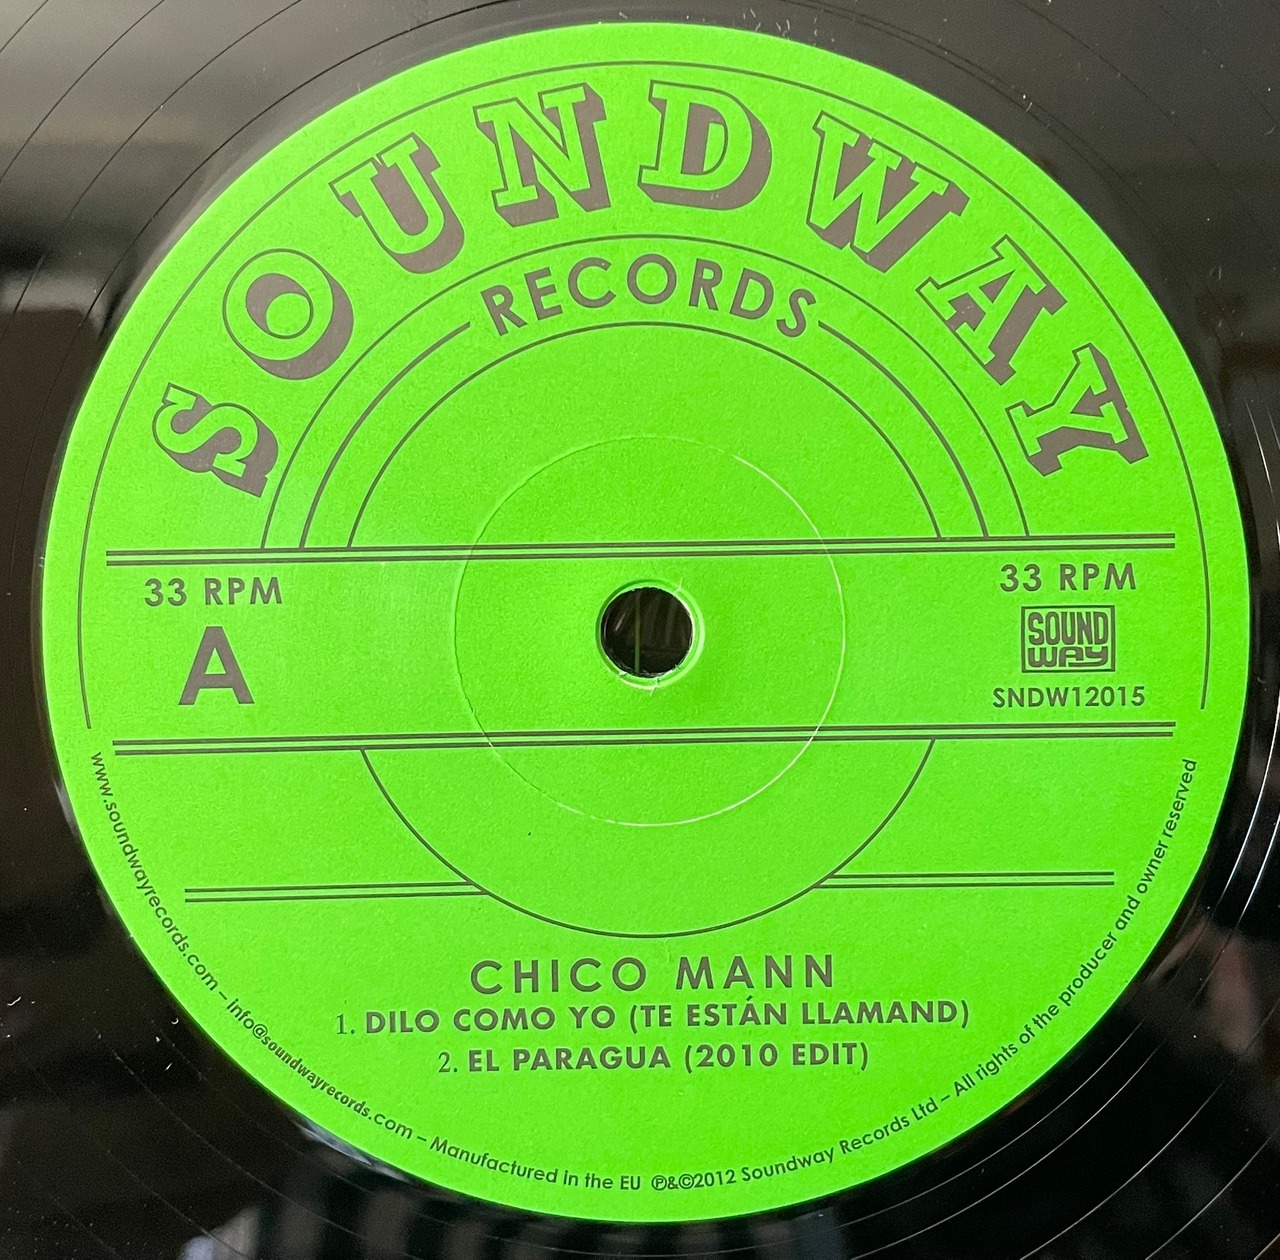 SOUNDWAY
RECORDS
33 RPM
A
33 RPM
SOUND
WAY
SNDW12015
CHICO MANN
1. DILO COMO YO (TE ESTÁN LLAMAND)
2. EL PARAGUA (2010 EDIT)
www.soundwayrecords.com – info@soundwayrecords.com – Manufactured in the EU ℗&©2012 Soundway Records Ltd – All rights of the producer and owner reserved